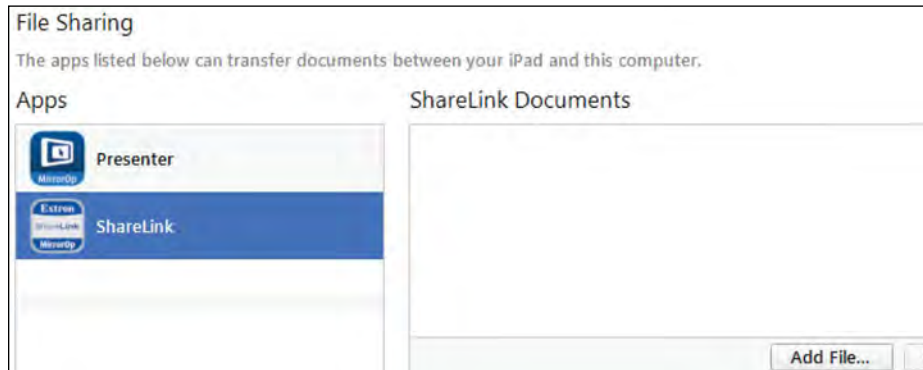 File Sharing
The apps listed below can transfer documents between your iPad and this computer.
Apps
ShareLink Documents
Presenter
MirrorOp
Extron
ShareLink
MirrorOp
ShareLink
Add File...